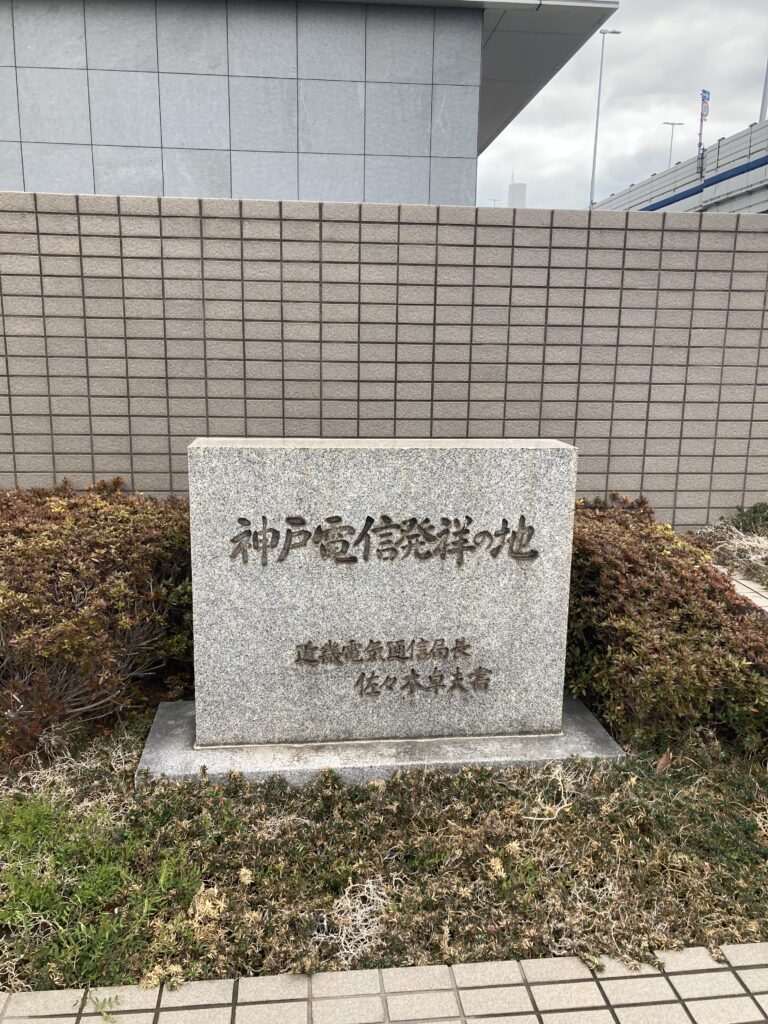 神戸電信発祥の地
近畿電気通信局長
佐々木卓夫書